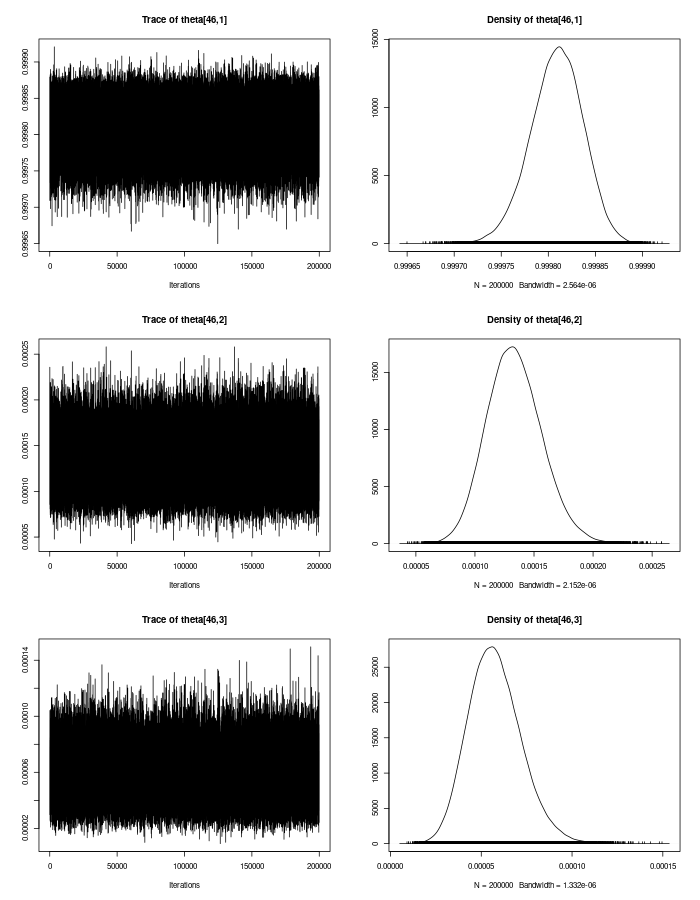 Trace of theta[46,1]
0.99965 0.99970 0.99975 0.99980 0.99985 0.99990
0 50000 100000 150000 200000
Iterations
Density of theta[46,1]
0 5000 10000 15000
0.99965 0.99970 0.99975 0.99980 0.99985 0.99990
N = 200000 Bandwidth = 2.564e-06
Trace of theta[46,2]
0.00005 0.00010 0.00015 0.00020 0.00025
0 50000 100000 150000 200000
Iterations
Density of theta[46,2]
0 5000 10000 15000
0.00005 0.00010 0.00015 0.00020 0.00025
N = 200000 Bandwidth = 2.152e-06
Trace of theta[46,3]
0.00002 0.00006 0.00010 0.00014
0 50000 100000 150000 200000
Iterations
Density of theta[46,3]
0 5000 10000 15000 20000 25000
0.00000 0.00005 0.00010 0.00015
N = 200000 Bandwidth = 1.332e-06